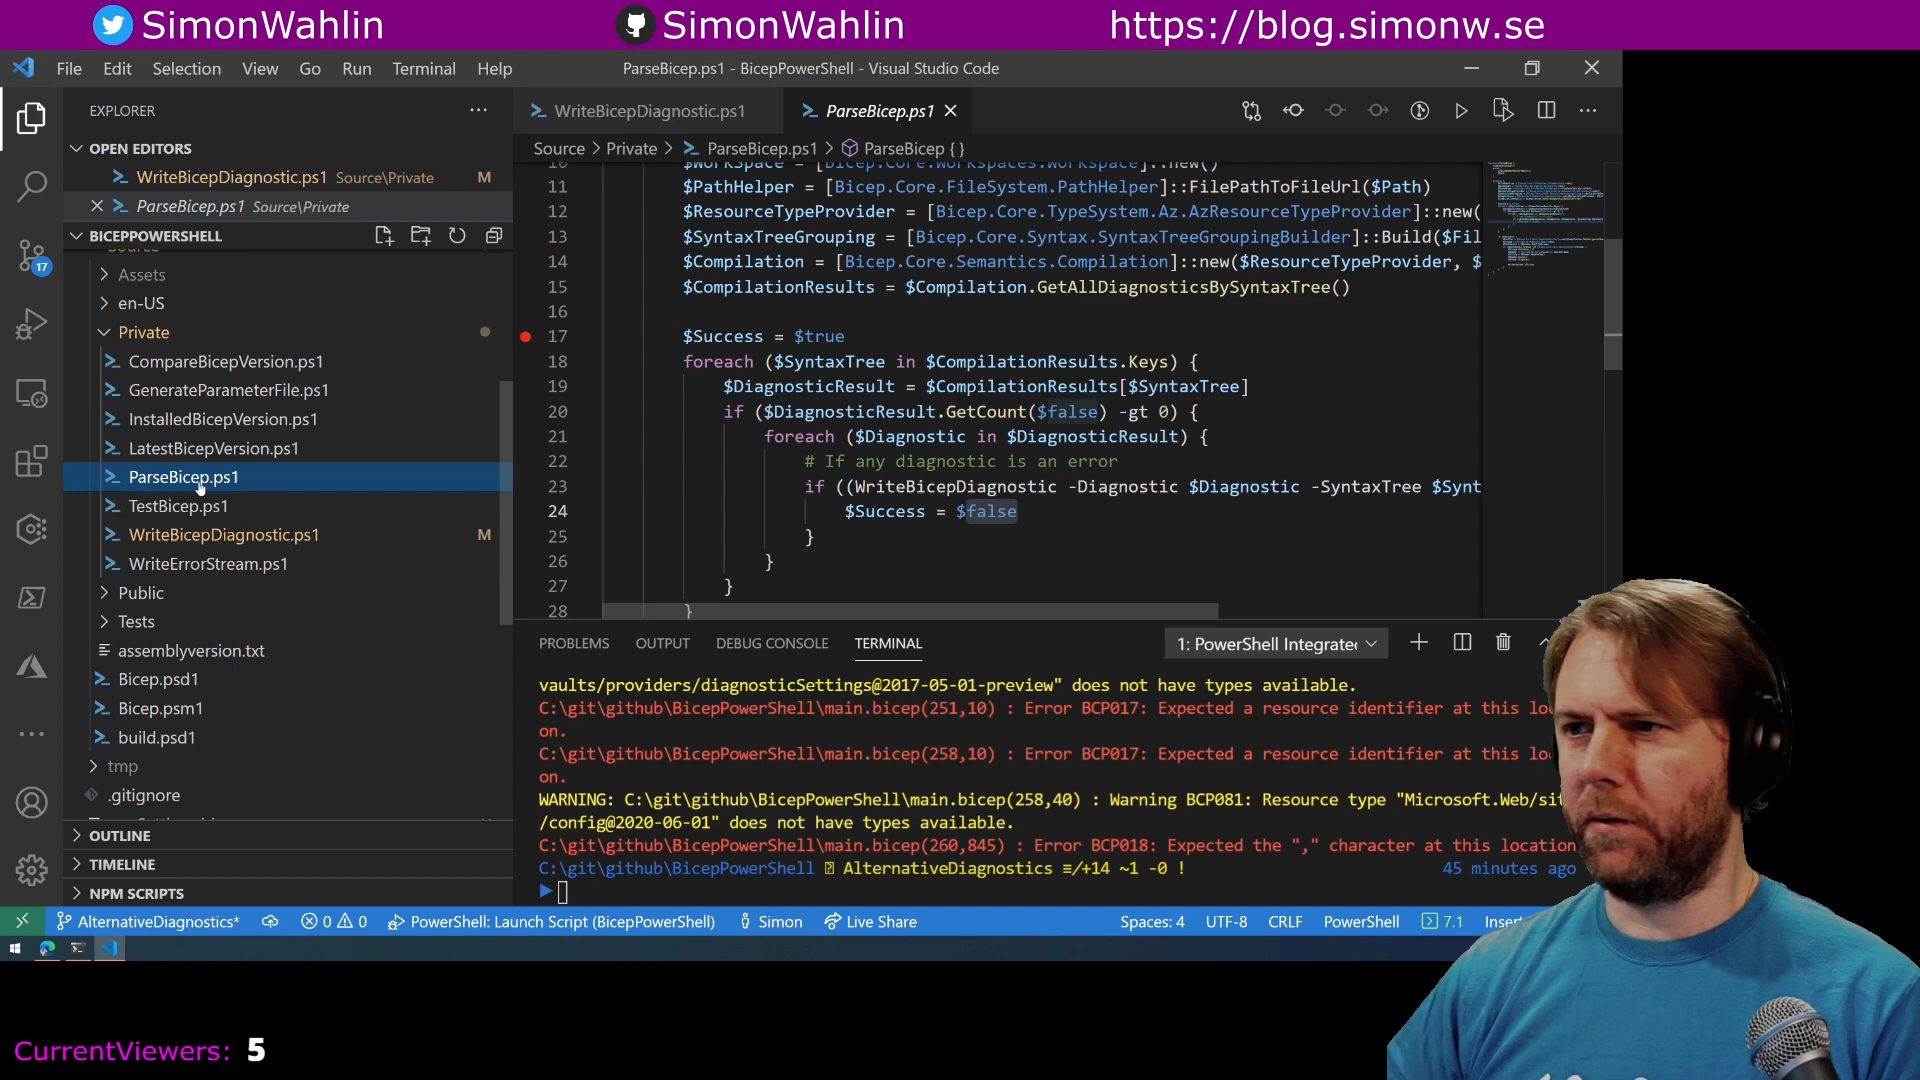 SimonWahlin
SimonWahlin
https://blog.simonw.se
File Edit Selection View Go Run Terminal Help
ParseBicep.ps1 - BicepPowerShell - Visual Studio Code
EXPLORER
OPEN EDITORS
WriteBicepDiagnostic.ps1 Source\Private M
ParseBicep.ps1 Source\Private
BICEPPOWERSHELL
Assets
en-US
Private
CompareBicepVersion.ps1
GenerateParameterFile.ps1
InstalledBicepVersion.ps1
LatestBicepVersion.ps1
ParseBicep.ps1
TestBicep.ps1
WriteBicepDiagnostic.ps1 M
WriteErrorStream.ps1
Public
Tests
assemblyversion.txt
Bicep.psd1
Bicep.psm1
build.psd1
tmp
.gitignore
OUTLINE
TIMELINE
NPM SCRIPTS
17
WriteBicepDiagnostic.ps1
ParseBicep.ps1
Source > Private > ParseBicep.ps1 > ParseBicep { }
10 $WorkSpace = [Bicep.Core.Workspaces.Workspace]::new()
11 $PathHelper = [Bicep.Core.FileSystem.PathHelper]::FilePathToFileUrl($Path)
12 $ResourceTypeProvider = [Bicep.Core.TypeSystem.Az.AzResourceTypeProvider]::new(
13 $SyntaxTreeGrouping = [Bicep.Core.Syntax.SyntaxTreeGroupingBuilder]::Build($Fil
14 $Compilation = [Bicep.Core.Semantics.Compilation]::new($ResourceTypeProvider, $
15 $CompilationResults = $Compilation.GetAllDiagnosticsBySyntaxTree()
16
17 $Success = $true
18 foreach ($SyntaxTree in $CompilationResults.Keys) {
19 $DiagnosticResult = $CompilationResults[$SyntaxTree]
20 if ($DiagnosticResult.GetCount($false) -gt 0) {
21 foreach ($Diagnostic in $DiagnosticResult) {
22 # If any diagnostic is an error
23 if ((WriteBicepDiagnostic -Diagnostic $Diagnostic -SyntaxTree $Synt
24 $Success = $false
25 }
26 }
27 }
28 }
PROBLEMS OUTPUT DEBUG CONSOLE TERMINAL
1: PowerShell Integrate
vaults/providers/diagnosticSettings@2017-05-01-preview" does not have types available.
C:\git\github\BicepPowerShell\main.bicep(251,10) : Error BCP017: Expected a resource identifier at this lo
on.
C:\git\github\BicepPowerShell\main.bicep(258,10) : Error BCP017: Expected a resource identifier at this lo
on.
WARNING: C:\git\github\BicepPowerShell\main.bicep(258,40) : Warning BCP081: Resource type "Microsoft.Web/si
/config@2020-06-01" does not have types available.
C:\git\github\BicepPowerShell\main.bicep(260,845) : Error BCP018: Expected the "," character at this location
C:\git\github\BicepPowerShell AlternativeDiagnostics ≡/+14 ~1 -0 ! 45 minutes ago
AlternativeDiagnostics* 0 0 PowerShell: Launch Script (BicepPowerShell) Simon Live Share
Spaces: 4 UTF-8 CRLF PowerShell 7.1 Inser
CurrentViewers: 5